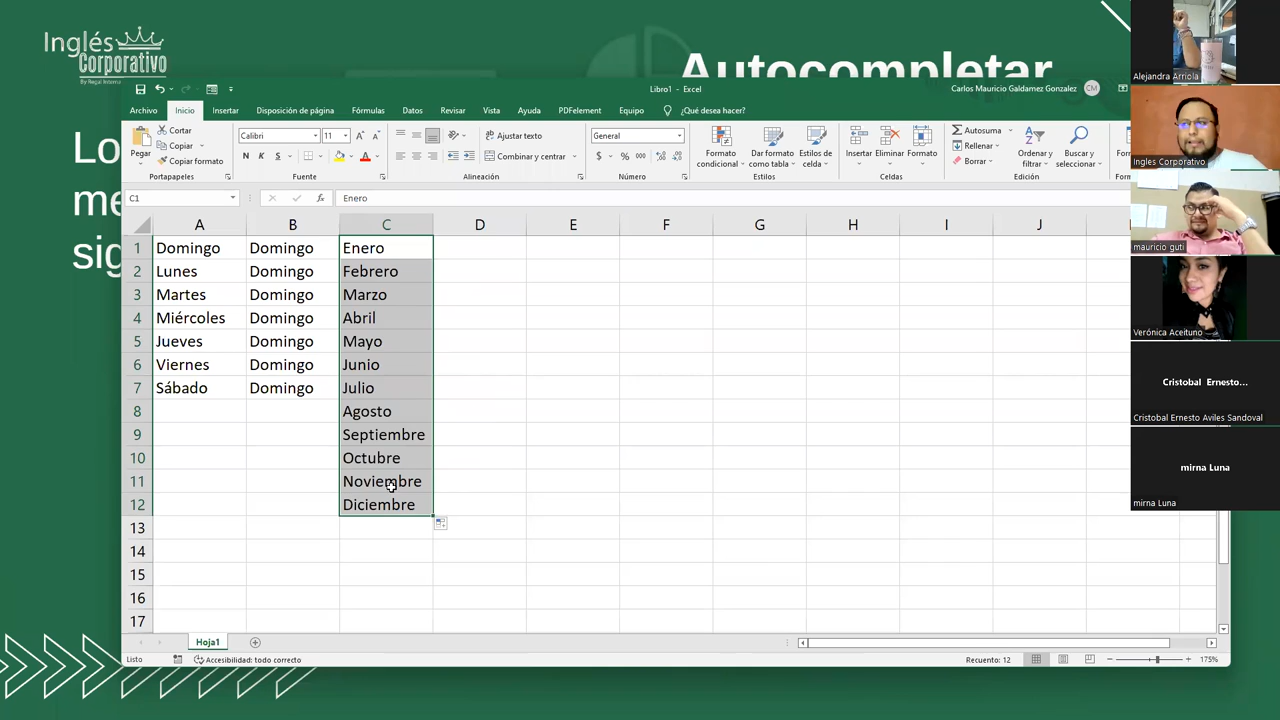 Inglés
Corporativo
By Regal Interna
Autocompletar
Lo
me
sig
Libro1 - Excel
Carlos Mauricio Galdamez Gonzalez
CM
Archivo
Inicio
Insertar
Disposición de página
Fórmulas
Datos
Revisar
Vista
Ayuda
PDFelement
Equipo
¿Qué desea hacer?
Pegar
Cortar
Copiar
Copiar formato
Portapapeles
Calibri
11
N K S
Fuente
Ajustar texto
Combinar y centrar
Alineación
General
$ % 000
Número
Formato condicional
Dar formato como tabla
Estilos de celda
Estilos
Insertar
Eliminar
Formato
Celdas
Autosuma
Rellenar
Borrar
Ordenar y filtrar
Buscar y seleccionar
Edición
C1
fx
Enero
A B C D E F G H I J
1 Domingo Domingo Enero
2 Lunes Domingo Febrero
3 Martes Domingo Marzo
4 Miércoles Domingo Abril
5 Jueves Domingo Mayo
6 Viernes Domingo Junio
7 Sábado Domingo Julio
8 Agosto
9 Septiembre
10 Octubre
11 Noviembre
12 Diciembre
13
14
15
16
17
Hoja1
Listo
Accesibilidad: todo correcto
Recuento: 12
175%
Alejandra Arriola
Ingles Corporativo
mauricio guti
Verónica Aceituno
Cristobal Ernesto...
Cristobal Ernesto Aviles Sandoval
mirna Luna
mirna Luna